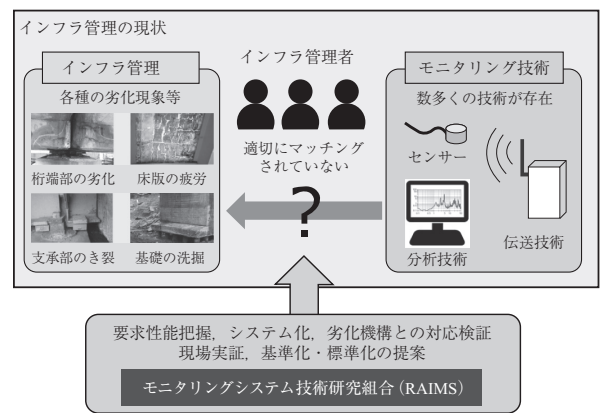 インフラ管理の現状
インフラ管理
各種の劣化現象等
桁端部の劣化
床版の疲労
支承部のき裂
基礎の洗掘
インフラ管理者
適切にマッチング
されていない
?
モニタリング技術
数多くの技術が存在
センサー
分析技術
伝送技術
要求性能把握，システム化，劣化機構との対応検証
現場実証，基準化・標準化の提案
モニタリングシステム技術研究組合（RAIMS）